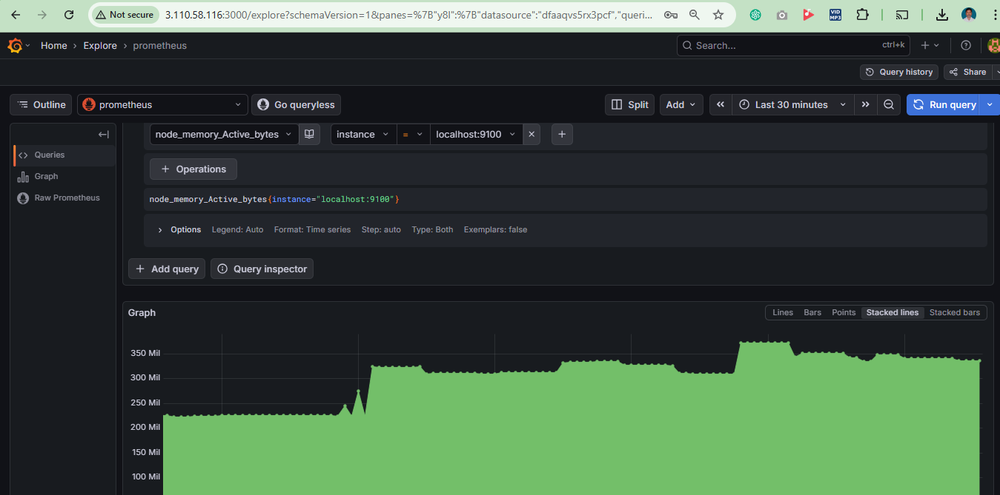 Not secure 3.110.58.116:3000/explore?schemaVersion=1&panes=%7B"y8I":%7B"datasource":"dfaaqvs5rx3pcf","queri...
VID MP3
Home › Explore › prometheus Search... ctrl+k
Query history Share
Outline prometheus Go queryless Split Add Last 30 minutes Run query
node_memory_Active_bytes instance = localhost:9100
Queries
Graph
Raw Prometheus
+ Operations
node_memory_Active_bytes{instance="localhost:9100"}
Options Legend: Auto Format: Time series Step: auto Type: Both Exemplars: false
+ Add query Query inspector
Graph Lines Bars Points Stacked lines Stacked bars
350 Mil
300 Mil
250 Mil
200 Mil
150 Mil
100 Mil